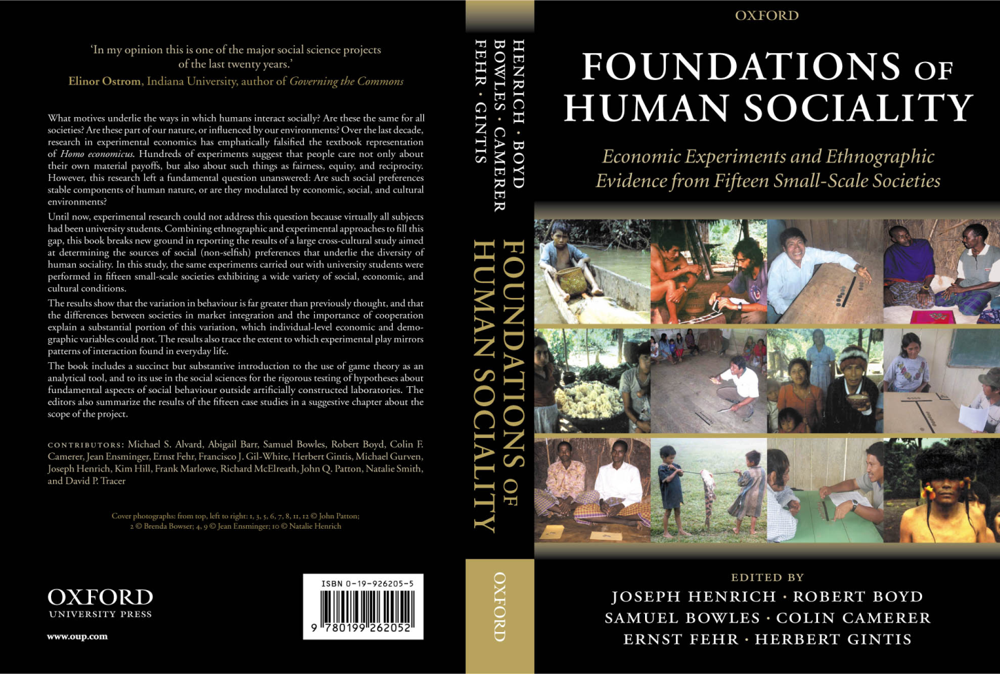 ‘In my opinion this is one of the major social science projects
of the last twenty years.’
Elinor Ostrom, Indiana University, author of Governing the Commons
What motives underlie the ways in which humans interact socially? Are these the same for all
societies? Are these part of our nature, or influenced by our environments? Over the last decade,
research in experimental economics has emphatically falsified the textbook representation
of Homo economicus. Hundreds of experiments suggest that people care not only about
their own material payoffs, but also about such things as fairness, equity, and reciprocity.
However, this research left a fundamental question unanswered: Are such social preferences
stable components of human nature, or are they modulated by economic, social, and cultural
environments?
Until now, experimental research could not address this question because virtually all subjects
had been university students. Combining ethnographic and experimental approaches to fill this
gap, this book breaks new ground in reporting the results of a large cross-cultural study aimed
at determining the sources of social (non-selfish) preferences that underlie the diversity of
human sociality. In this study, the same experiments carried out with university students were
performed in fifteen small-scale societies exhibiting a wide variety of social, economic, and
cultural conditions.
The results show that the variation in behaviour is far greater than previously thought, and that
the differences between societies in market integration and the importance of cooperation
explain a substantial portion of this variation, which individual-level economic and demo-
graphic variables could not. The results also trace the extent to which experimental play mirrors
patterns of interaction found in everyday life.
The book includes a succinct but substantive introduction to the use of game theory as an
analytical tool, and to its use in the social sciences for the rigorous testing of hypotheses about
fundamental aspects of social behaviour outside artificially constructed laboratories. The
editors also summarize the results of the fifteen case studies in a suggestive chapter about the
scope of the project.
CONTRIBUTORS: Michael S. Alvard, Abigail Barr, Samuel Bowles, Robert Boyd, Colin F.
Camerer, Jean Ensminger, Ernst Fehr, Francisco J. Gil-White, Herbert Gintis, Michael Gurven,
Joseph Henrich, Kim Hill, Frank Marlowe, Richard McElreath, John Q. Patton, Natalie Smith,
and David P. Tracer
Cover photographs: from top, left to right: 1, 3, 5, 6, 7, 8, 11, 12 © John Patton;
2 © Brenda Bowser; 4, 9 © Jean Ensminger; 10 © Natalie Henrich
OXFORD
UNIVERSITY PRESS
www.oup.com
ISBN 0-19-926205-5
9 780199 262052
HENRICH · BOYD
BOWLES · CAMERER
FEHR · GINTIS
FOUNDATIONS OF
HUMAN SOCIALITY
OXFORD
OXFORD
FOUNDATIONS OF
HUMAN SOCIALITY
Economic Experiments and Ethnographic
Evidence from Fifteen Small-Scale Societies
EDITED BY
JOSEPH HENRICH · ROBERT BOYD
SAMUEL BOWLES · COLIN CAMERER
ERNST FEHR · HERBERT GINTIS